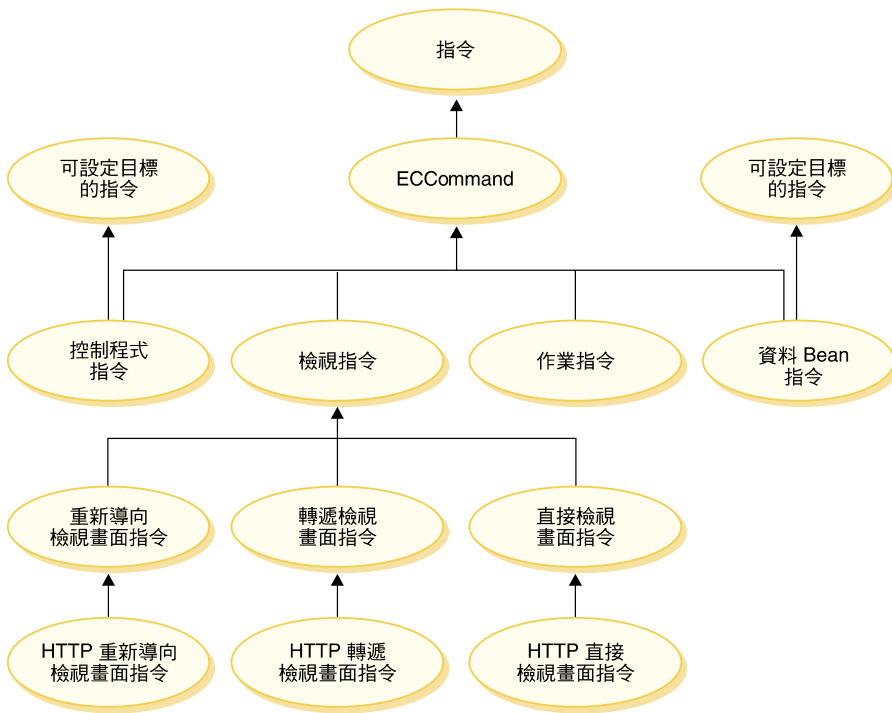 指令
可設定目標
的指令
ECCommand
可設定目標
的指令
控制程式
指令
檢視指令
作業指令
資料 Bean
指令
重新導向
檢視畫面指令
轉遞檢視
畫面指令
直接檢視
畫面指令
HTTP 重新導向
檢視畫面指令
HTTP 轉遞
檢視畫面指令
HTTP 直接
檢視畫面指令